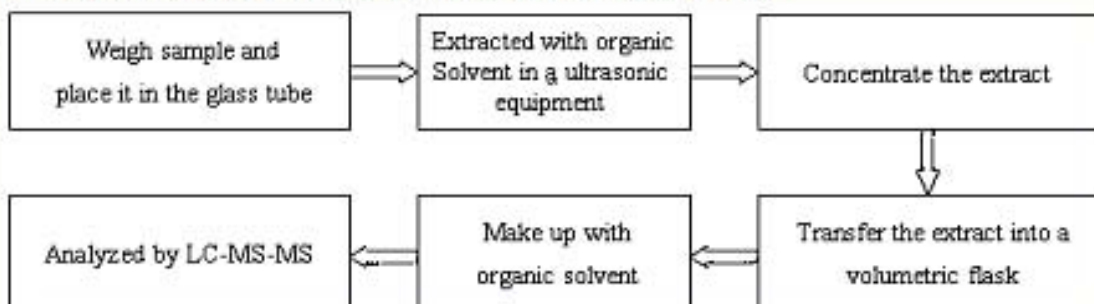 Weigh sample and
place it in the glass tube
Extracted with organic
Solvent in a ultrasonic
equipment
Concentrate the extract
Transfer the extract into a
volumetric flask
Make up with
organic solvent
Analyzed by LC-MS-MS